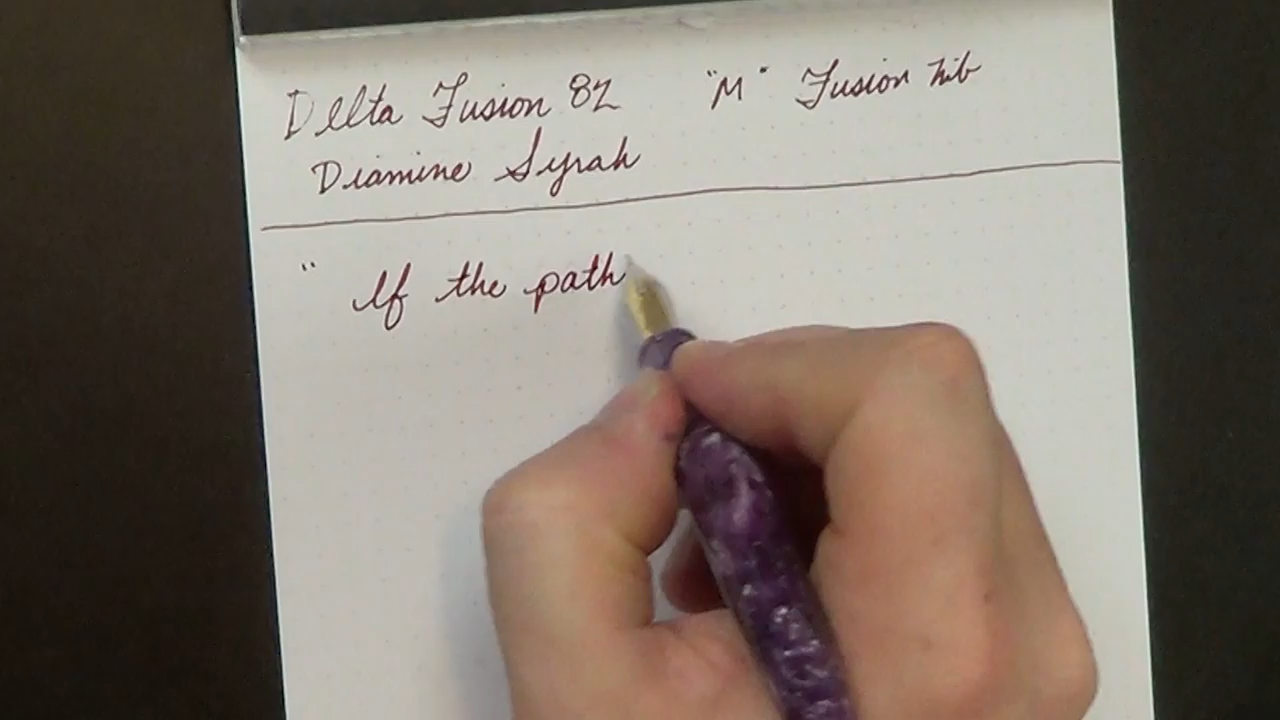 Delta Fusion 82 "M" Fusion nib
Diamine Syrah
" If the path